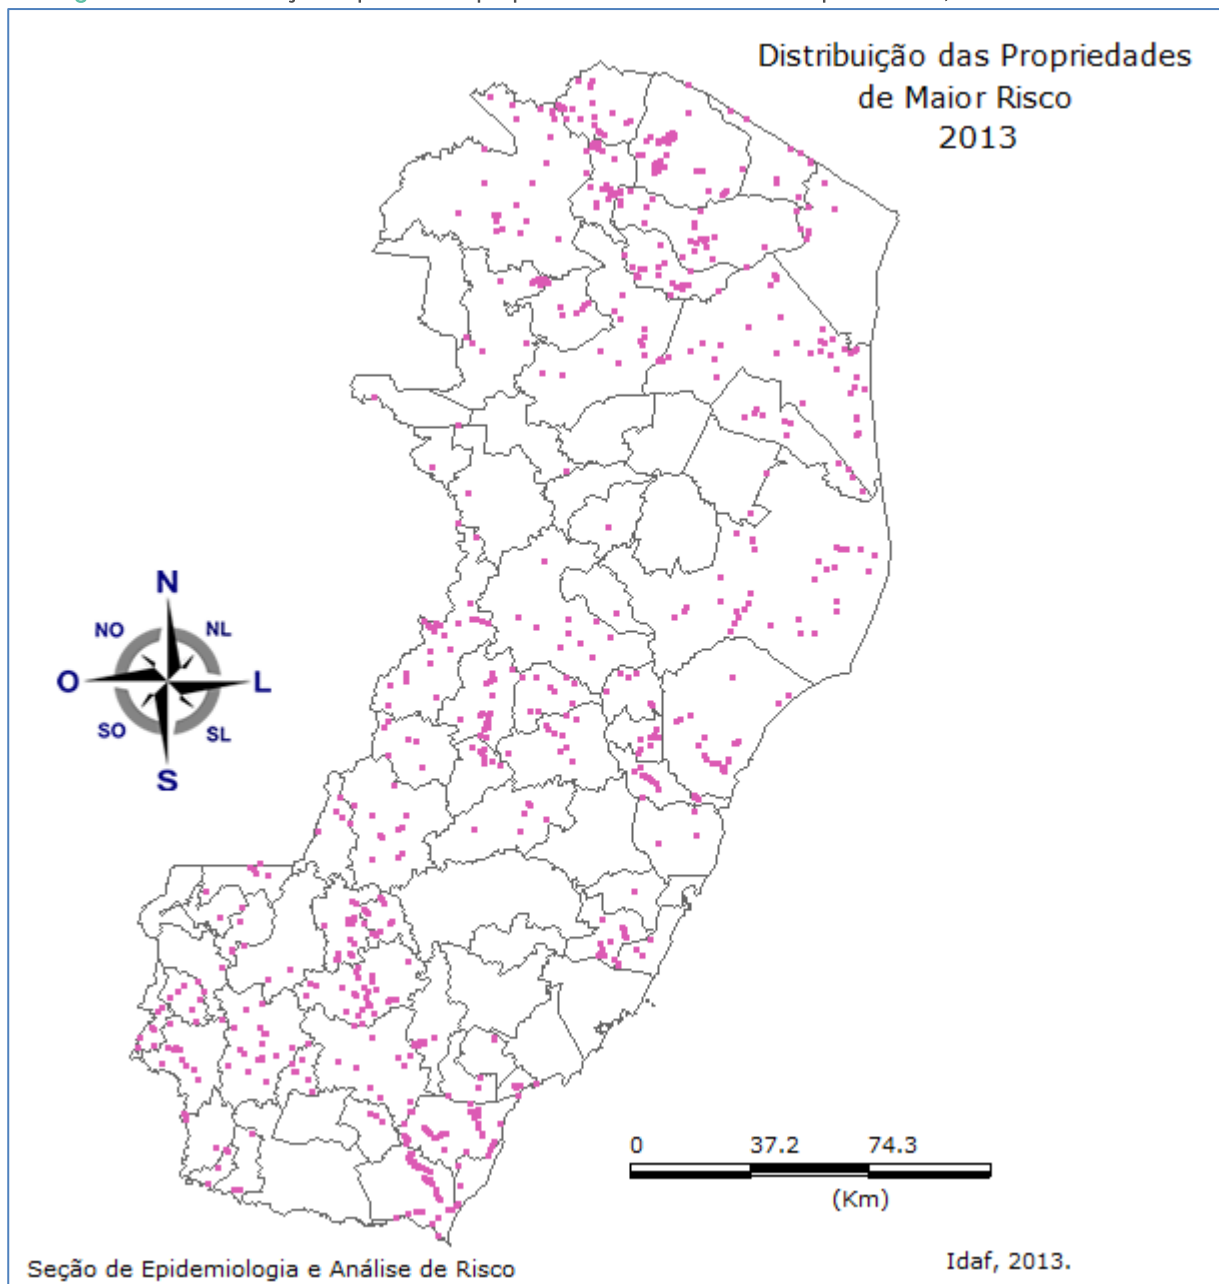 Distribuição das Propriedades
de Maior Risco
2013
N
NO
NL
O
L
SO
SL
S
0 37.2 74.3
(Km)
Seção de Epidemiologia e Análise de Risco
Idaf, 2013.